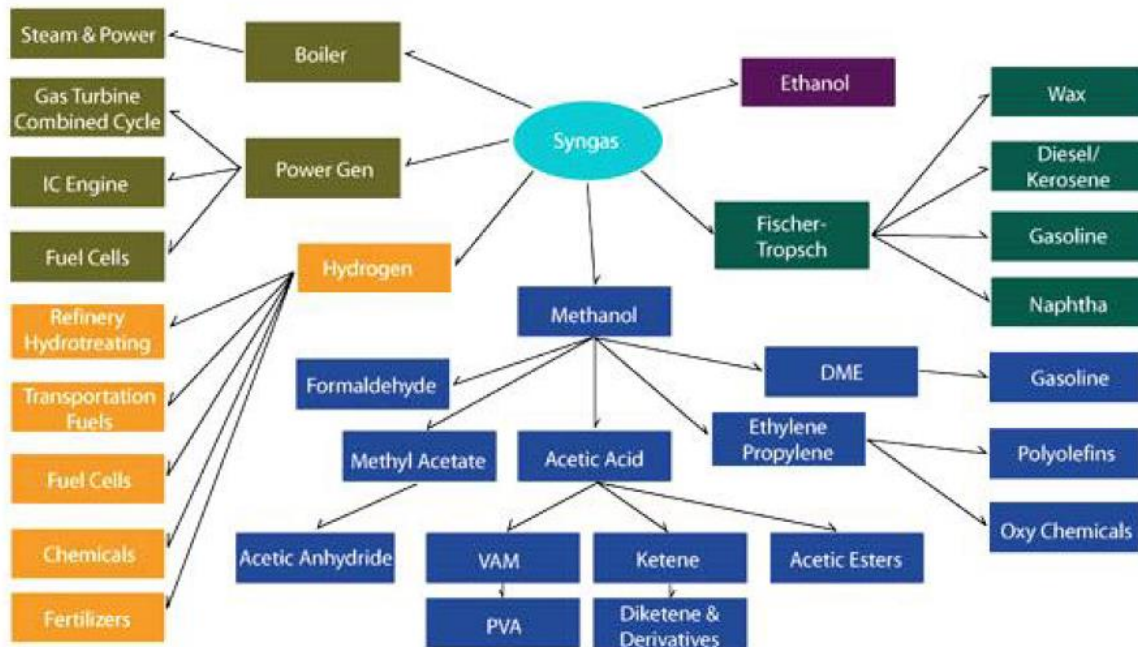 Steam & Power
Boiler
Ethanol
Gas Turbine
Combined Cycle
Wax
Syngas
IC Engine
Power Gen
Diesel/
Kerosene
Fuel Cells
Hydrogen
Fischer-
Tropsch
Gasoline
Naphtha
Refinery
Hydrotreating
Methanol
Formaldehyde
DME
Gasoline
Transportation
Fuels
Methyl Acetate
Acetic Acid
Ethylene
Propylene
Polyolefins
Fuel Cells
Oxy Chemicals
Chemicals
Acetic Anhydride
VAM
Ketene
Acetic Esters
Fertilizers
PVA
Diketene &
Derivatives